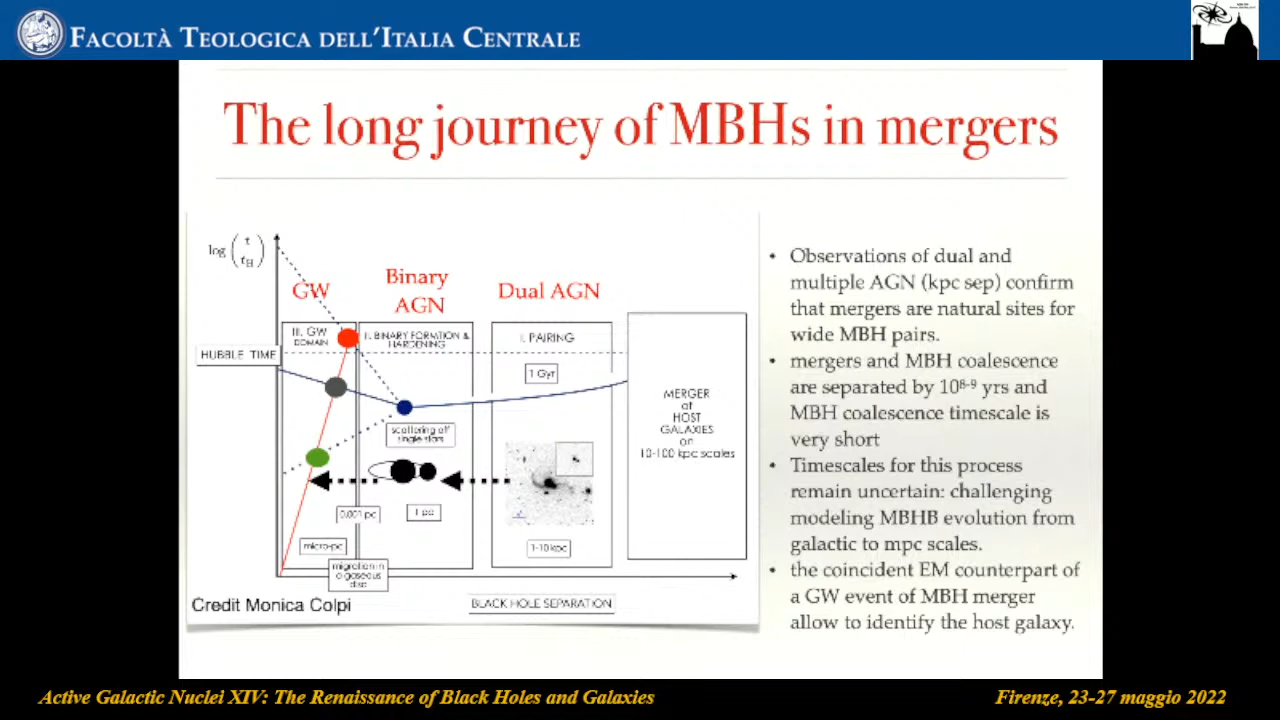 FACOLTÀ TEOLOGICA DELL'ITALIA CENTRALE
The long journey of MBHs in mergers
log (t/t_H)
GW
Binary
AGN
Dual AGN
III. GW
DOMAIN
II. BINARY FORMTION &
HARDENING
I. PAIRING
HUBBLE TIME
1 Gyr
scattering off
single stars
MERGER
of
HOST
GALAXIES
on
10-100 kpc scales
0.001 pc
1 pc
micro-pc
1-10 kpc
migration in
a gaseous
disc
Credit Monica Colpi
BLACK HOLE SEPARATION
• Observations of dual and
multiple AGN (kpc sep) confirm
that mergers are natural sites for
wide MBH pairs.
• mergers and MBH coalescence
are separated by 10⁸⁻⁹ yrs and
MBH coalescence timescale is
very short
• Timescales for this process
remain uncertain: challenging
modeling MBHB evolution from
galactic to mpc scales.
• the coincident EM counterpart of
a GW event of MBH merger
allow to identify the host galaxy.
Active Galactic Nuclei XIV: The Renaissance of Black Holes and Galaxies
Firenze, 23-27 maggio 2022